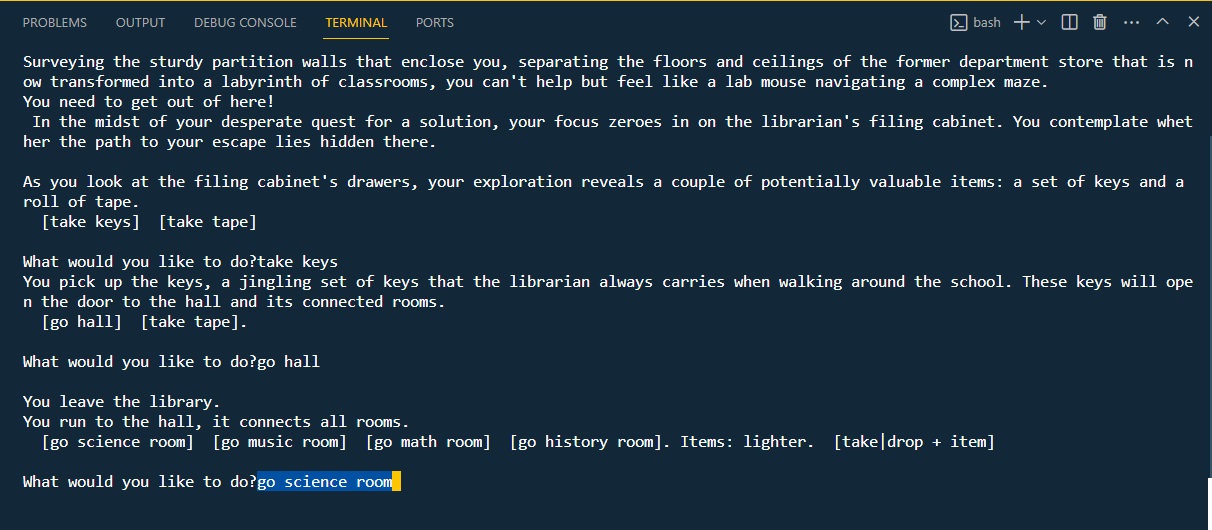 PROBLEMS OUTPUT DEBUG CONSOLE TERMINAL PORTS bash
Surveying the sturdy partition walls that enclose you, separating the floors and ceilings of the former department store that is n
ow transformed into a labyrinth of classrooms, you can't help but feel like a lab mouse navigating a complex maze.
You need to get out of here!
In the midst of your desperate quest for a solution, your focus zeroes in on the librarian's filing cabinet. You contemplate whet
her the path to your escape lies hidden there.
As you look at the filing cabinet's drawers, your exploration reveals a couple of potentially valuable items: a set of keys and a
roll of tape.
[take keys] [take tape]
What would you like to do?take keys
You pick up the keys, a jingling set of keys that the librarian always carries when walking around the school. These keys will ope
n the door to the hall and its connected rooms.
[go hall] [take tape].
What would you like to do?go hall
You leave the library.
You run to the hall, it connects all rooms.
[go science room] [go music room] [go math room] [go history room]. Items: lighter. [take|drop + item]
What would you like to do?go science room